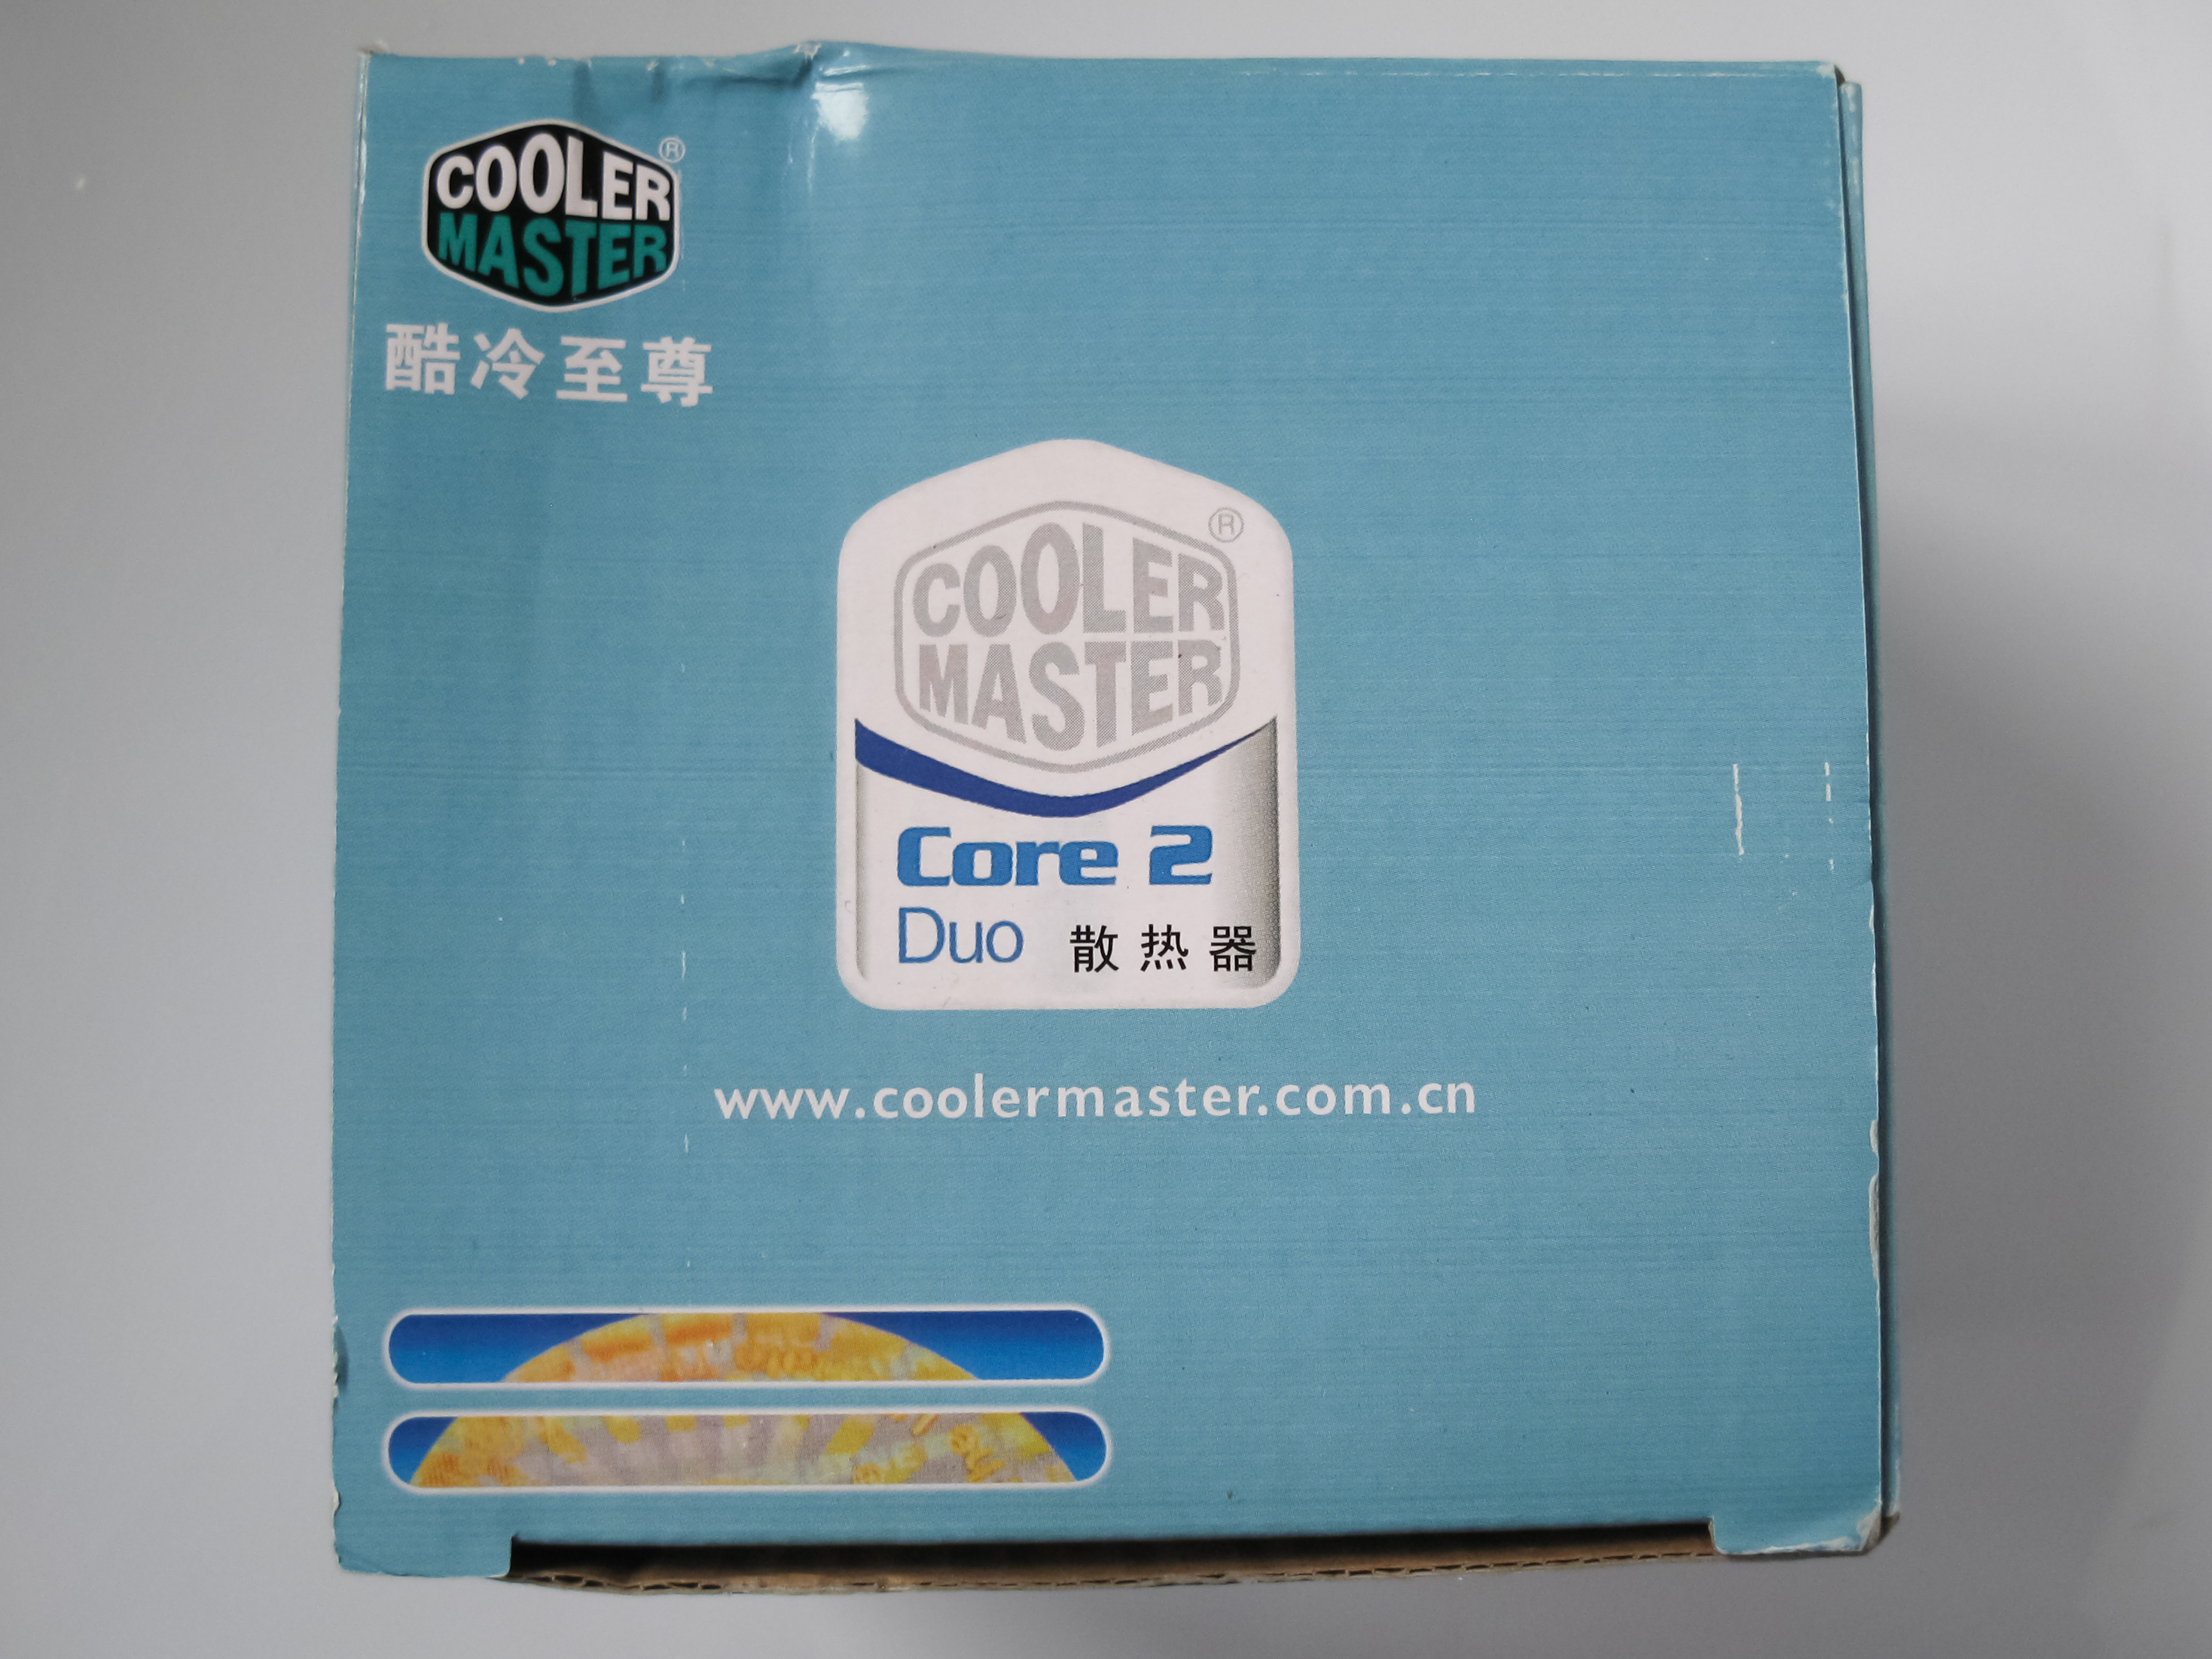 COOLER
MASTER
®
酷冷至尊
COOLER
MASTER
®
Core 2
Duo 散热器
www.coolermaster.com.cn